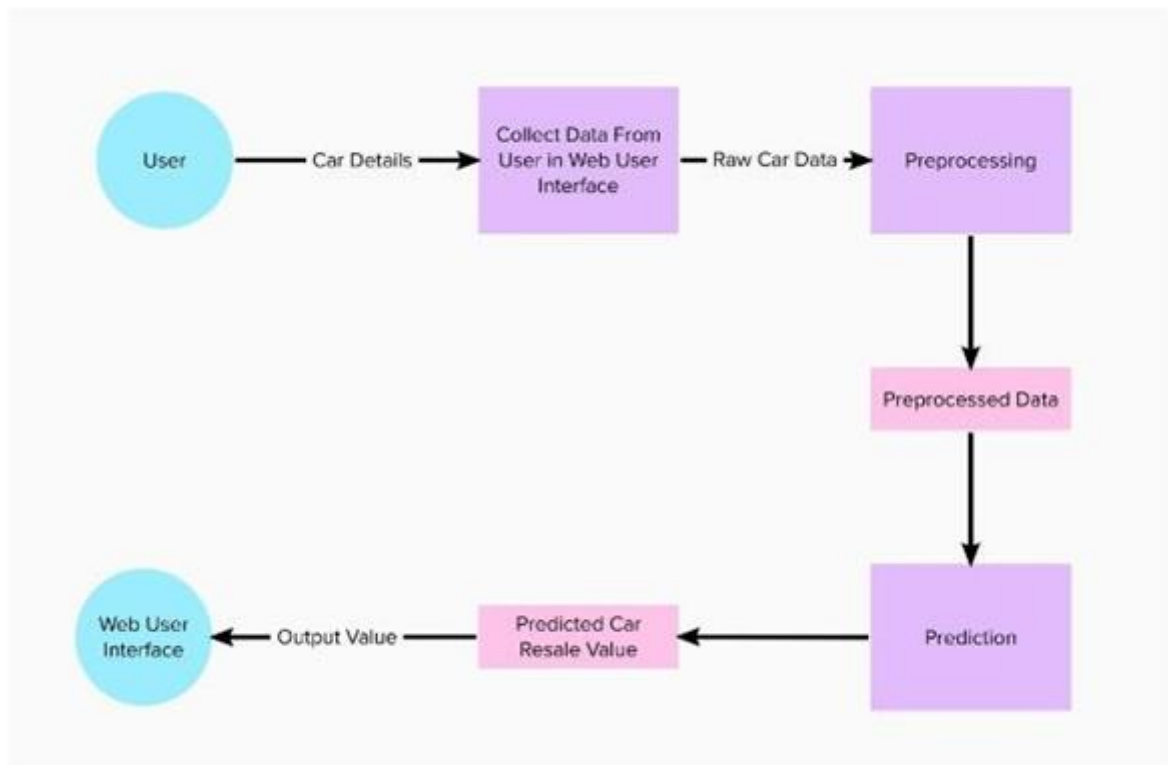 User
Car Details
Collect Data From
User in Web User
Interface
Raw Car Data
Preprocessing
Preprocessed Data
Prediction
Predicted Car
Resale Value
Output Value
Web User
Interface